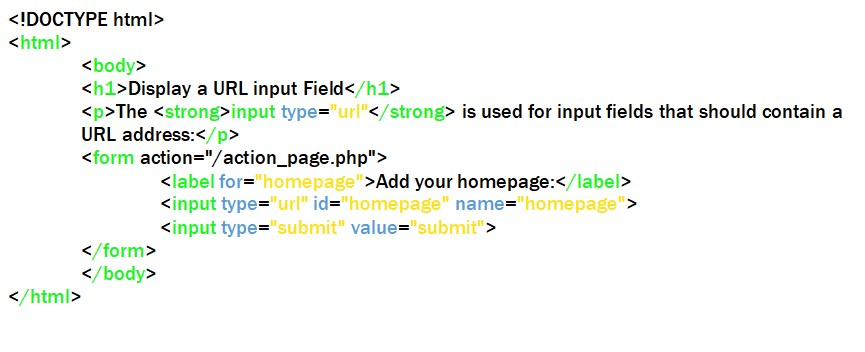 <!DOCTYPE html>
<html>
<body>
<h1>Display a URL input Field</h1>
<p>The <strong>input type="url"</strong> is used for input fields that should contain a
URL address:</p>
<form action="/action_page.php">
<label for="homepage">Add your homepage:</label>
<input type="url" id="homepage" name="homepage">
<input type="submit" value="submit">
</form>
</body>
</html>